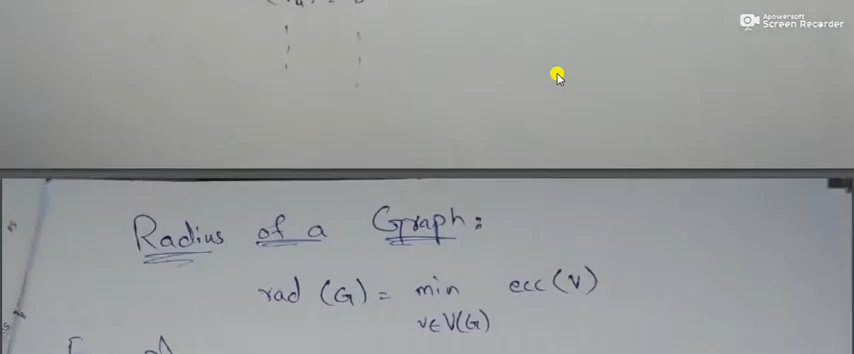 Apowersoft
Screen Recorder
Radius of a Graph:
rad (G) = min ecc (V)
v∈V(G)